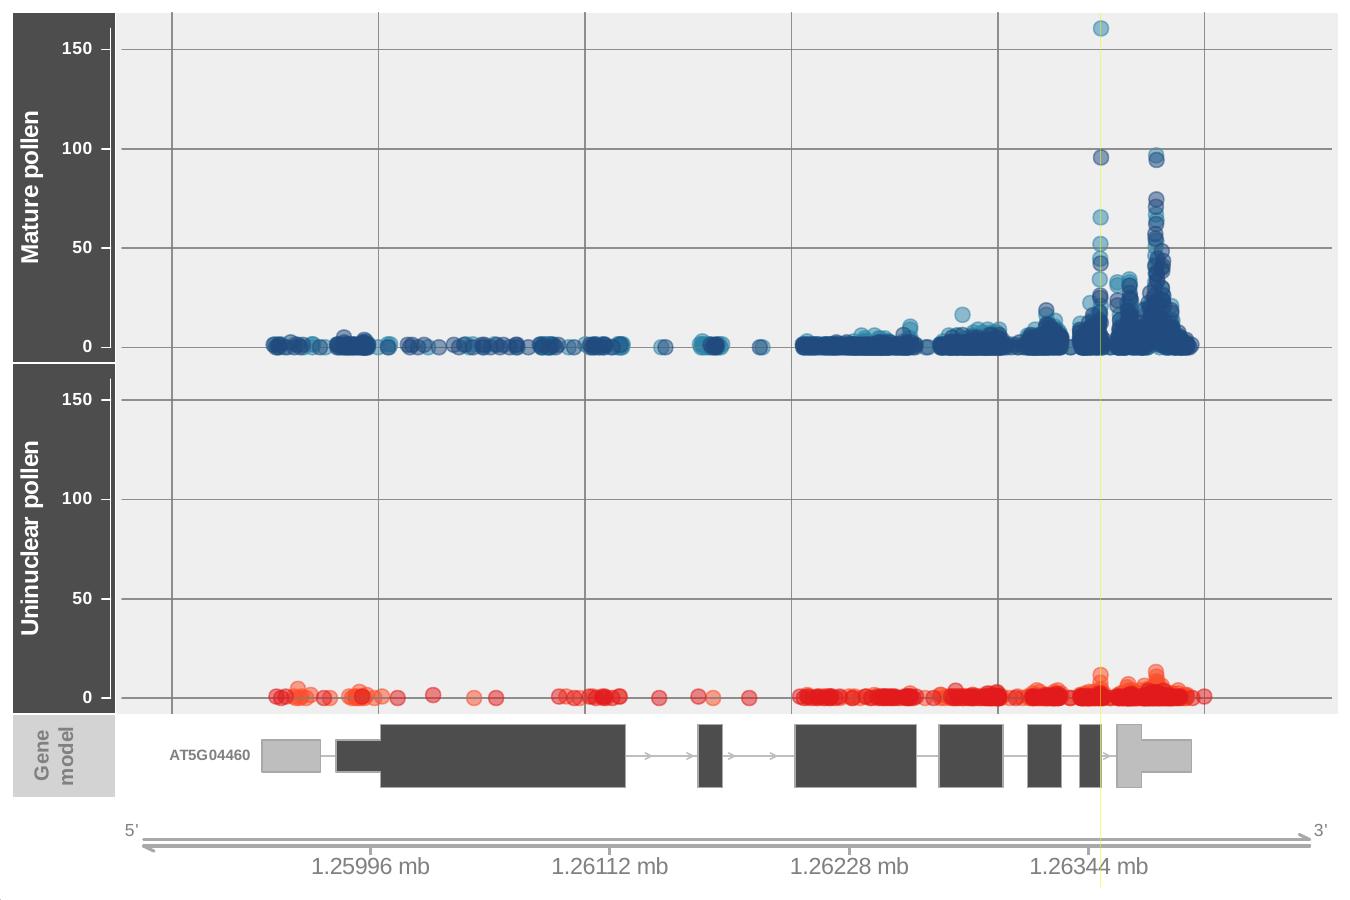 Mature pollen
150
100
50
0
Uninuclear pollen
150
100
50
0
Gene
model
AT5G04460
5'
3'
1.25996 mb
1.26112 mb
1.26228 mb
1.26344 mb